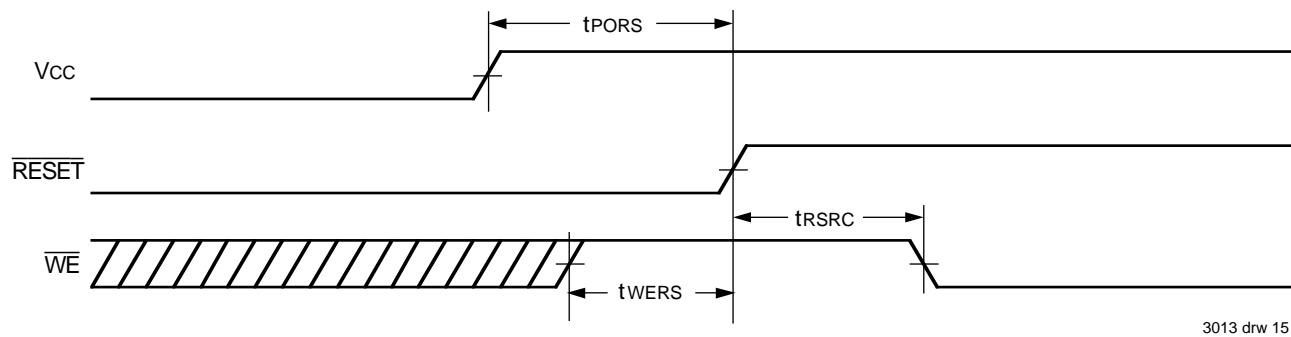 tPORS
VCC
RESET
tRSRC
WE
tWERS
3013 drw 15